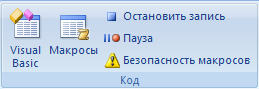 Visual
Basic
Макросы
Остановить запись
Пауза
Безопасность макросов
Код